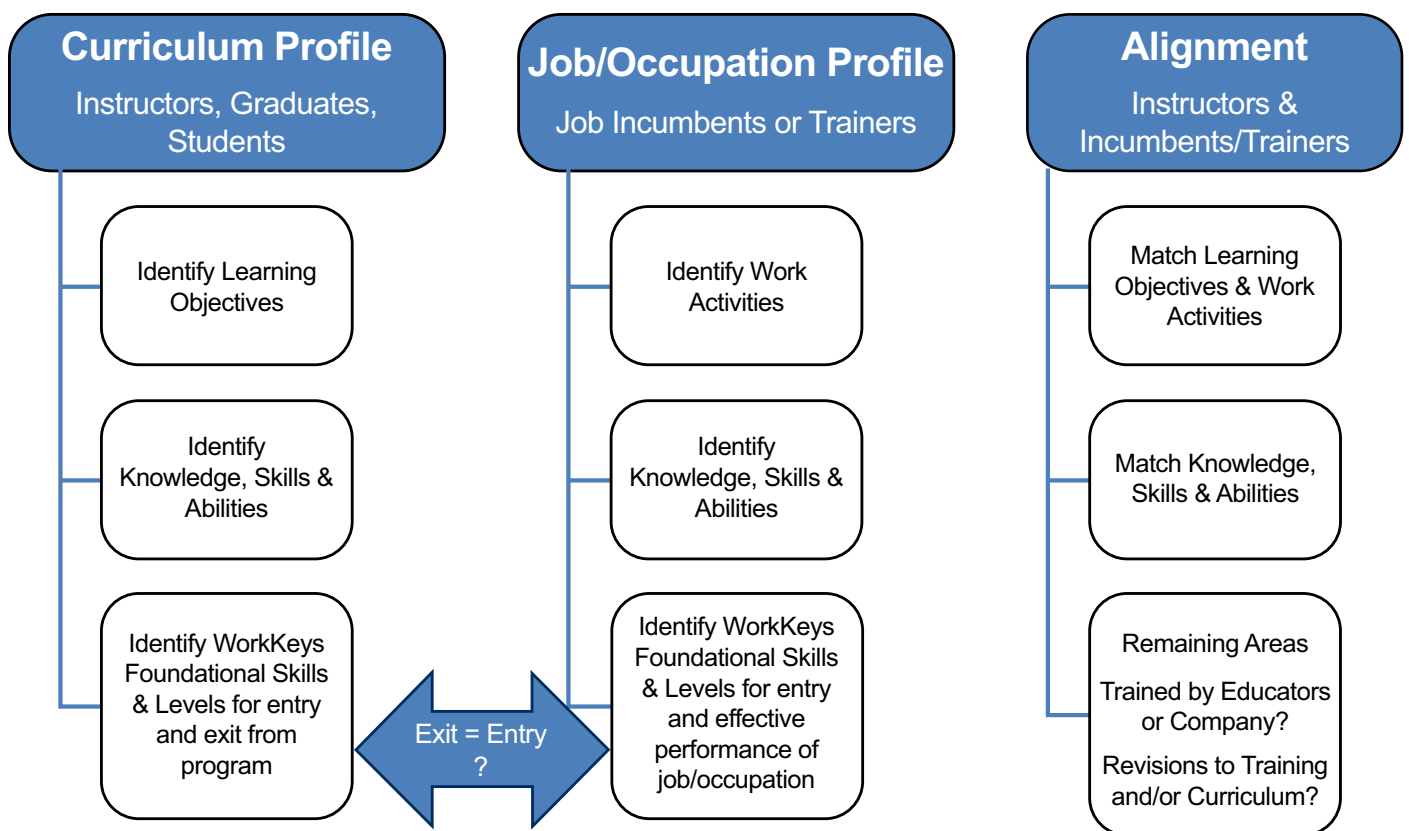 Curriculum Profile
Instructors, Graduates,
Students
Identify Learning
Objectives
Identify
Knowledge, Skills &
Abilities
Identify WorkKeys
Foundational Skills
& Levels for entry
and exit from
program
Exit = Entry
?
Job/Occupation Profile
Job Incumbents or Trainers
Identify Work
Activities
Identify
Knowledge, Skills &
Abilities
Identify WorkKeys
Foundational Skills
& Levels for entry
and effective
performance of
job/occupation
Alignment
Instructors &
Incumbents/Trainers
Match Learning
Objectives & Work
Activities
Match Knowledge,
Skills & Abilities
Remaining Areas
Trained by Educators
or Company?
Revisions to Training
and/or Curriculum?